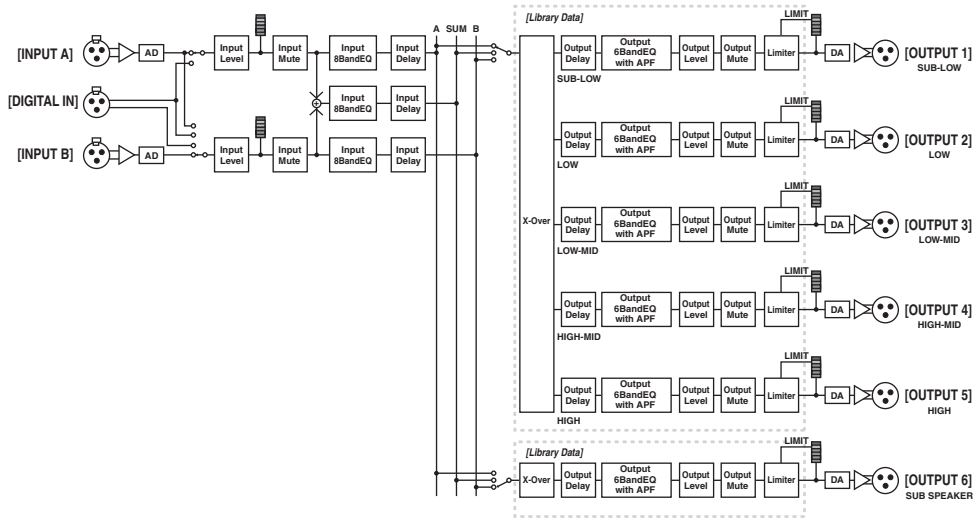 [Library Data]
LIMIT
A SUM B
[INPUT A]
AD
Input Level
Input Mute
Input 8BandEQ
Input Delay
Output Delay
Output 6BandEQ with APF
Output Level
Output Mute
Limiter
DA
[OUTPUT 1]
SUB-LOW
SUB-LOW
[DIGITAL IN]
Input 8BandEQ
Input Delay
LIMIT
[INPUT B]
AD
Input Level
Input Mute
Input 8BandEQ
Input Delay
Output Delay
Output 6BandEQ with APF
Output Level
Output Mute
Limiter
DA
[OUTPUT 2]
LOW
LOW
LIMIT
X-Over
Output Delay
Output 6BandEQ with APF
Output Level
Output Mute
Limiter
DA
[OUTPUT 3]
LOW-MID
LOW-MID
LIMIT
Output Delay
Output 6BandEQ with APF
Output Level
Output Mute
Limiter
DA
[OUTPUT 4]
HIGH-MID
HIGH-MID
LIMIT
Output Delay
Output 6BandEQ with APF
Output Level
Output Mute
Limiter
DA
[OUTPUT 5]
HIGH
HIGH
LIMIT
[Library Data]
X-Over
Output Delay
Output 6BandEQ with APF
Output Level
Output Mute
Limiter
DA
[OUTPUT 6]
SUB SPEAKER